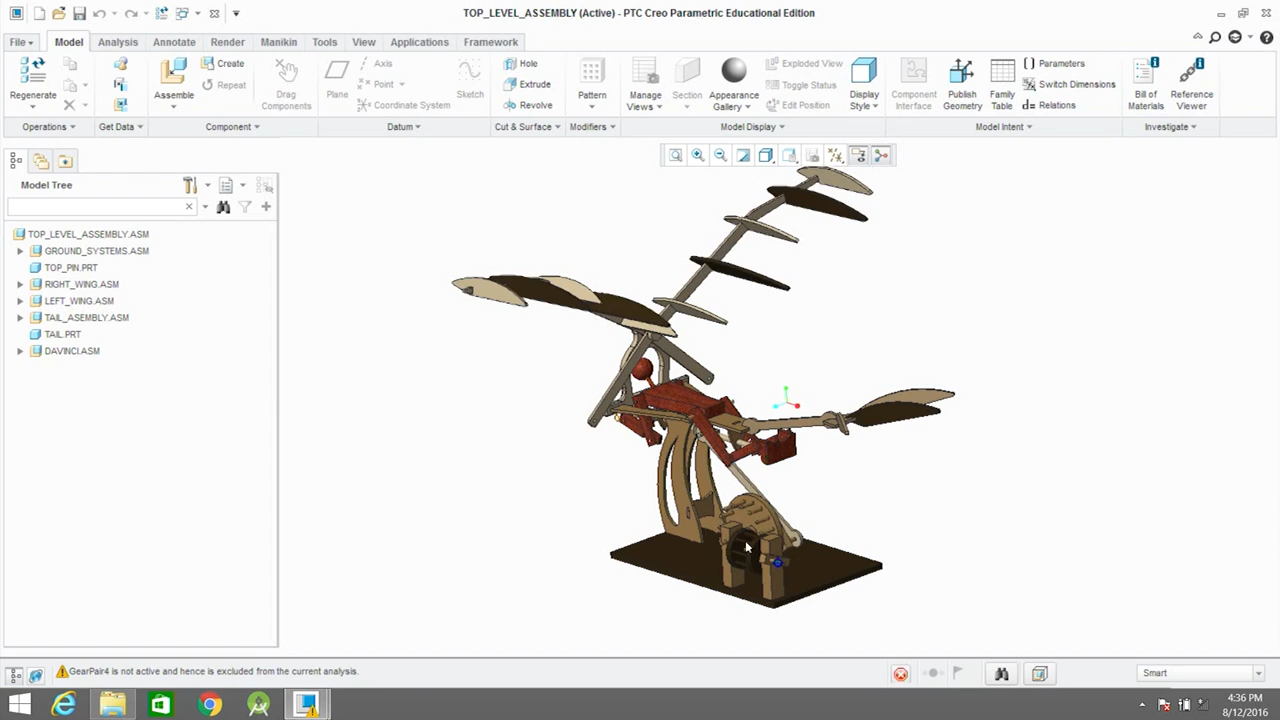 TOP_LEVEL_ASSEMBLY (Active) - PTC Creo Parametric Educational Edition
File Model Analysis Annotate Render Manikin Tools View Applications Framework
Regenerate
Operations
Get Data
Assemble
Create
Repeat
Drag
Components
Component
Plane
Axis
Point
Coordinate System
Sketch
Datum
Hole
Extrude
Revolve
Cut & Surface
Pattern
Modifiers
Manage
Views
Section
Appearance
Gallery
Exploded View
Toggle Status
Edit Position
Display
Style
Model Display
Component
Interface
Publish
Geometry
Family
Table
Parameters
Switch Dimensions
Relations
Model Intent
Bill of
Materials
Reference
Viewer
Investigate
Model Tree
TOP_LEVEL_ASSEMBLY.ASM
GROUND_SYSTEMS.ASM
TOP_PIN.PRT
RIGHT_WING.ASM
LEFT_WING.ASM
TAIL_ASEMBLY.ASM
TAIL.PRT
DAVINCI.ASM
GearPair4 is not active and hence is excluded from the current analysis.
Smart
4:36 PM
8/12/2016